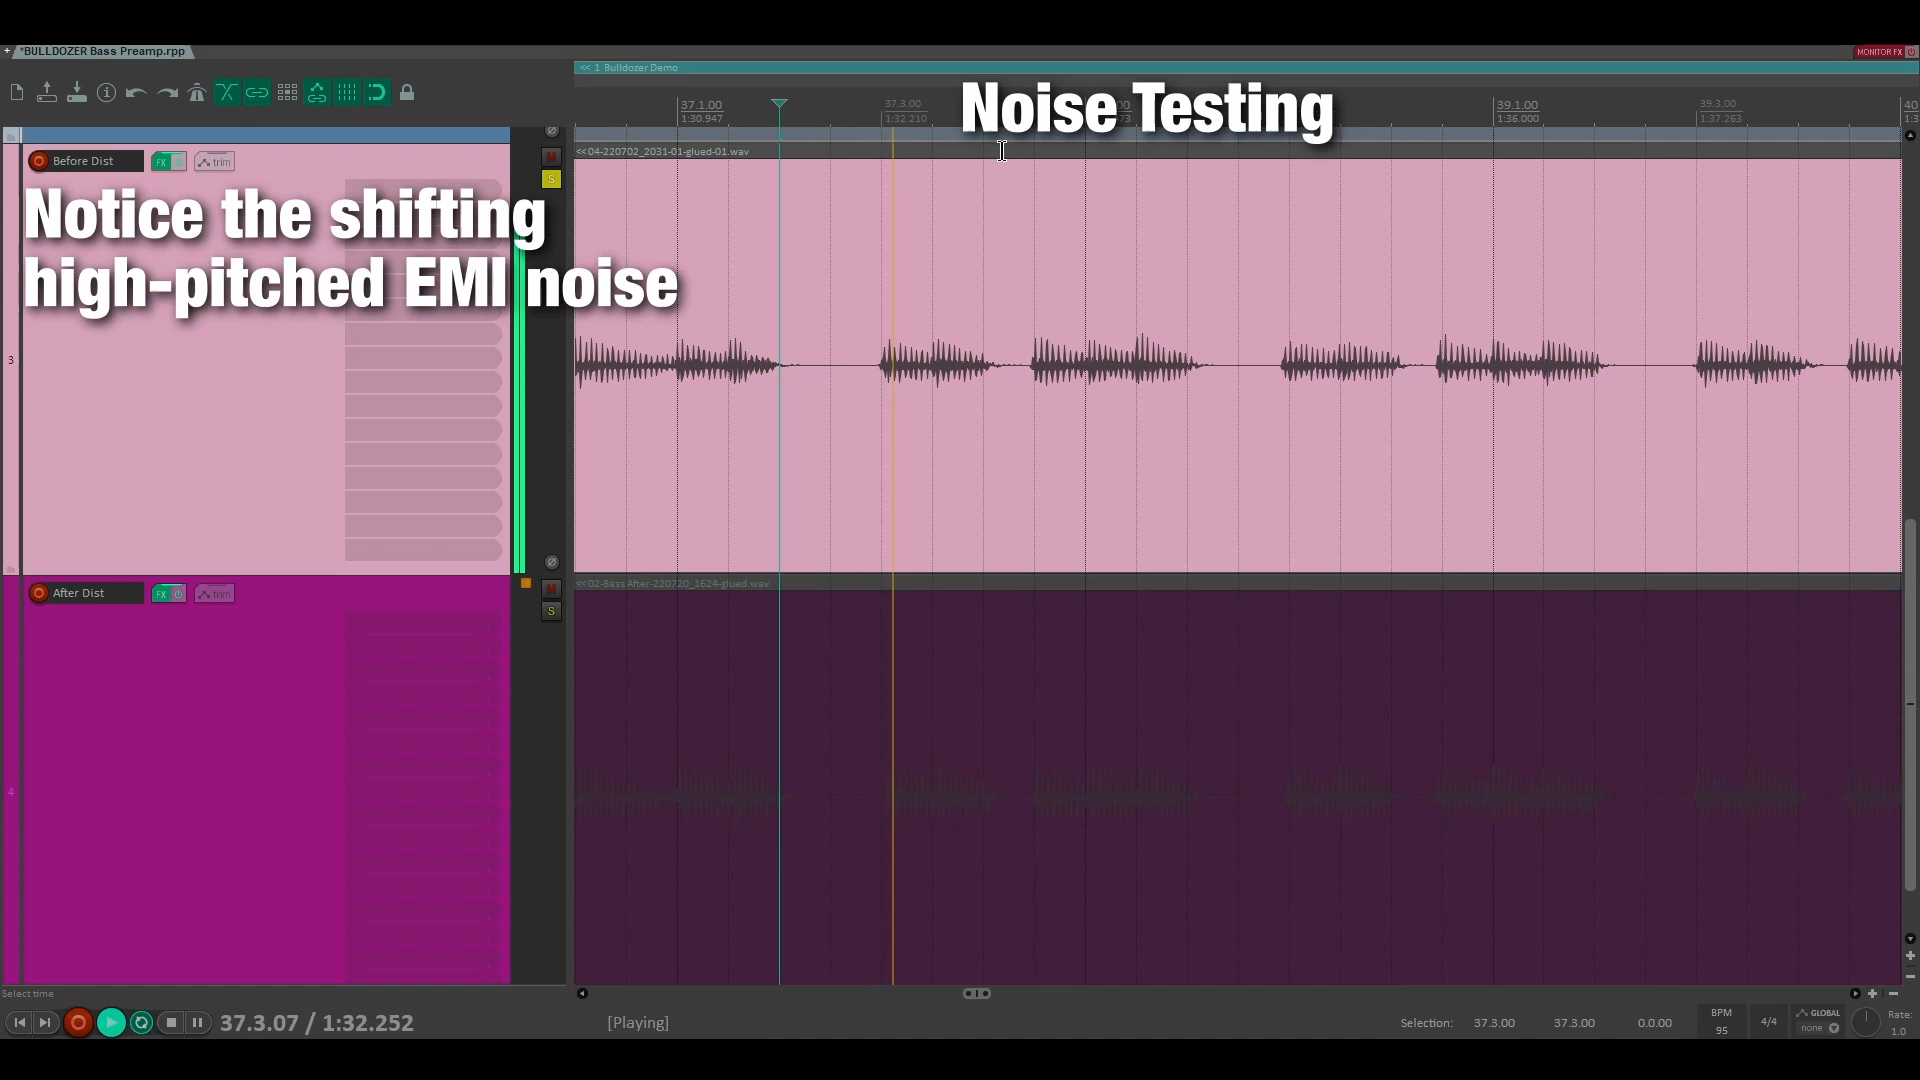 + *BULLDOZER Bass Preamp.rpp
MONITOR FX
<< 1 Bulldozer Demo
Noise Testing
37.1.00
1:30.947
37.3.00
1:32.210
39.1.00
1:36.000
39.3.00
1:37.263
40
1:3
<<04-220702_2031-01-glued-01.wav
Before Dist
FX
trim
M
S
Notice the shifting
high-pitched EMI noise
3
<<02-Bass After-220720_1624-glued.wav
After Dist
FX
trim
M
S
4
Select time
37.3.07 / 1:32.252
[Playing]
Selection:
37.3.00
37.3.00
0.0.00
BPM
95
4/4
GLOBAL
none
Rate:
1.0